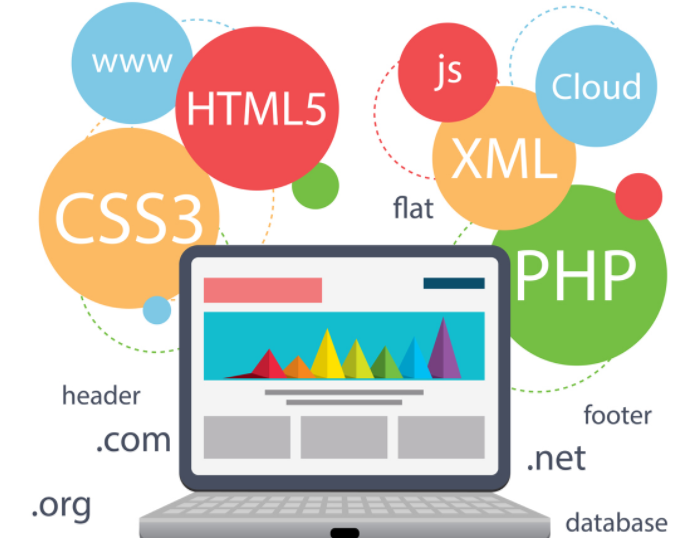 www
HTML5
js
Cloud
CSS3
XML
flat
PHP
header
footer
.com
.net
.org
database